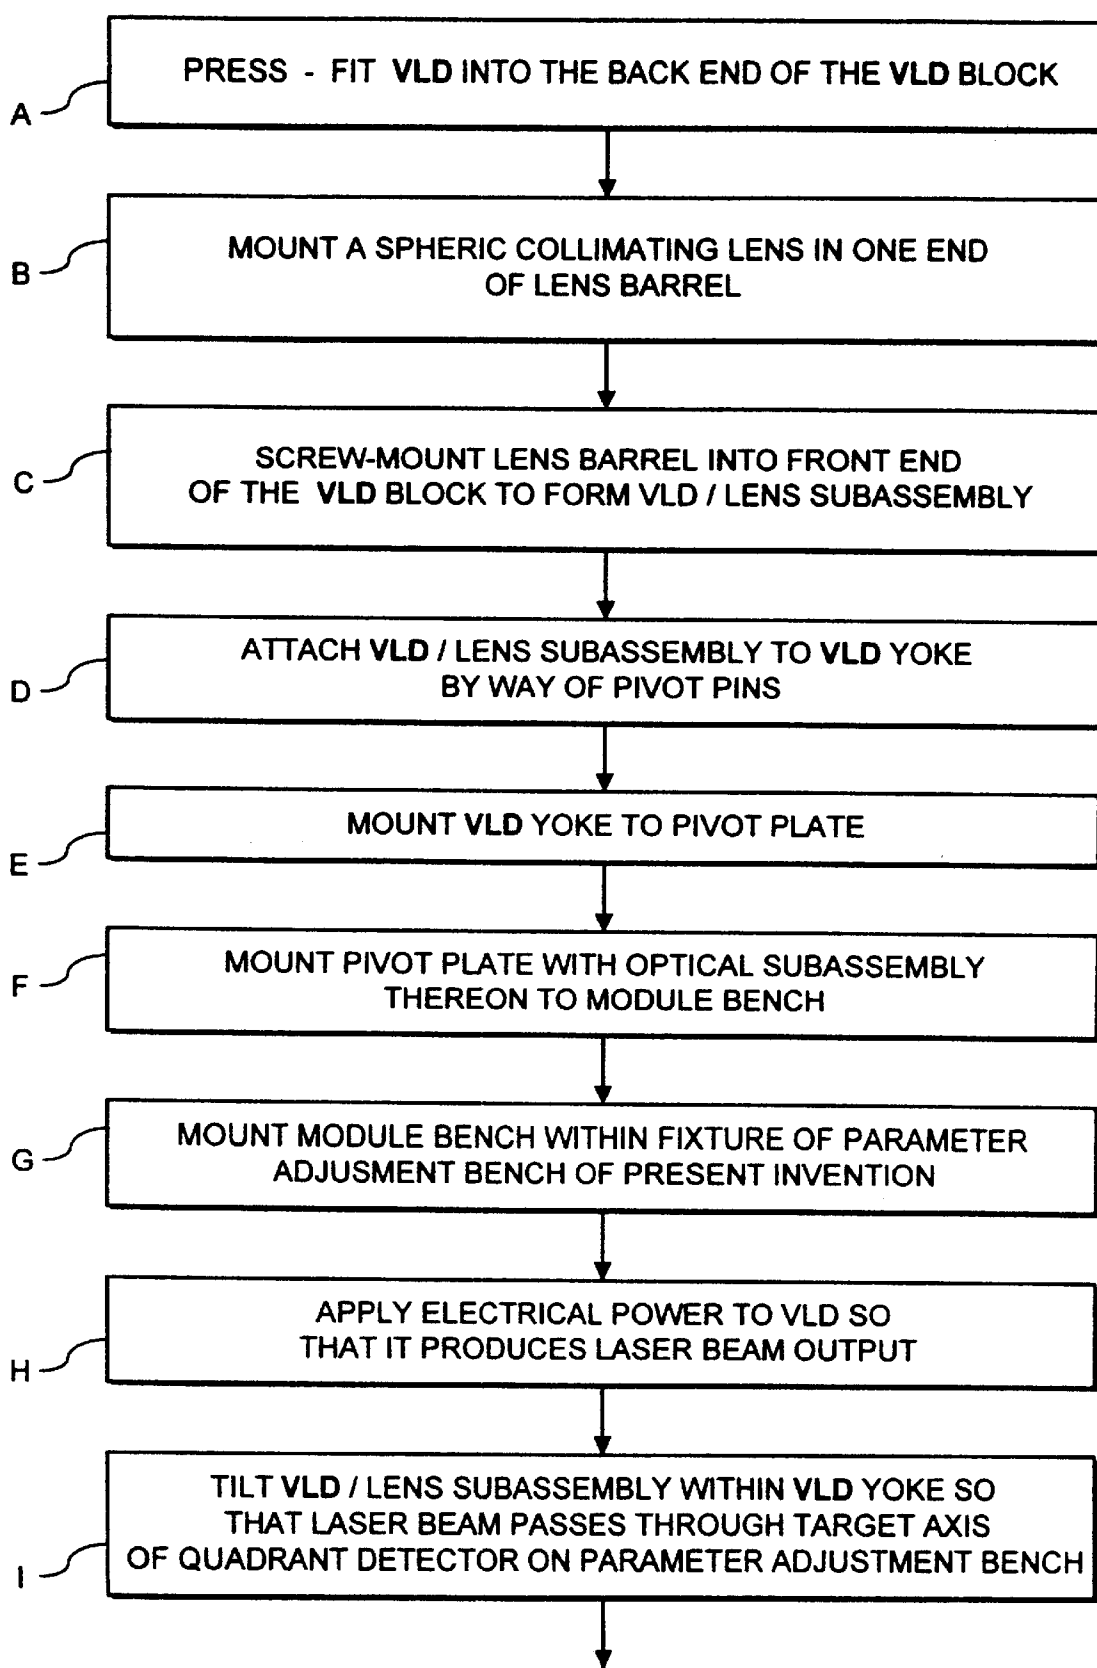 A
PRESS - FIT VLD INTO THE BACK END OF THE VLD BLOCK
B
MOUNT A SPHERIC COLLIMATING LENS IN ONE END
OF LENS BARREL
C
SCREW-MOUNT LENS BARREL INTO FRONT END
OF THE VLD BLOCK TO FORM VLD / LENS SUBASSEMBLY
D
ATTACH VLD / LENS SUBASSEMBLY TO VLD YOKE
BY WAY OF PIVOT PINS
E
MOUNT VLD YOKE TO PIVOT PLATE
F
MOUNT PIVOT PLATE WITH OPTICAL SUBASSEMBLY
THEREON TO MODULE BENCH
G
MOUNT MODULE BENCH WITHIN FIXTURE OF PARAMETER
ADJUSMENT BENCH OF PRESENT INVENTION
H
APPLY ELECTRICAL POWER TO VLD SO
THAT IT PRODUCES LASER BEAM OUTPUT
I
TILT VLD / LENS SUBASSEMBLY WITHIN VLD YOKE SO
THAT LASER BEAM PASSES THROUGH TARGET AXIS
OF QUADRANT DETECTOR ON PARAMETER ADJUSTMENT BENCH